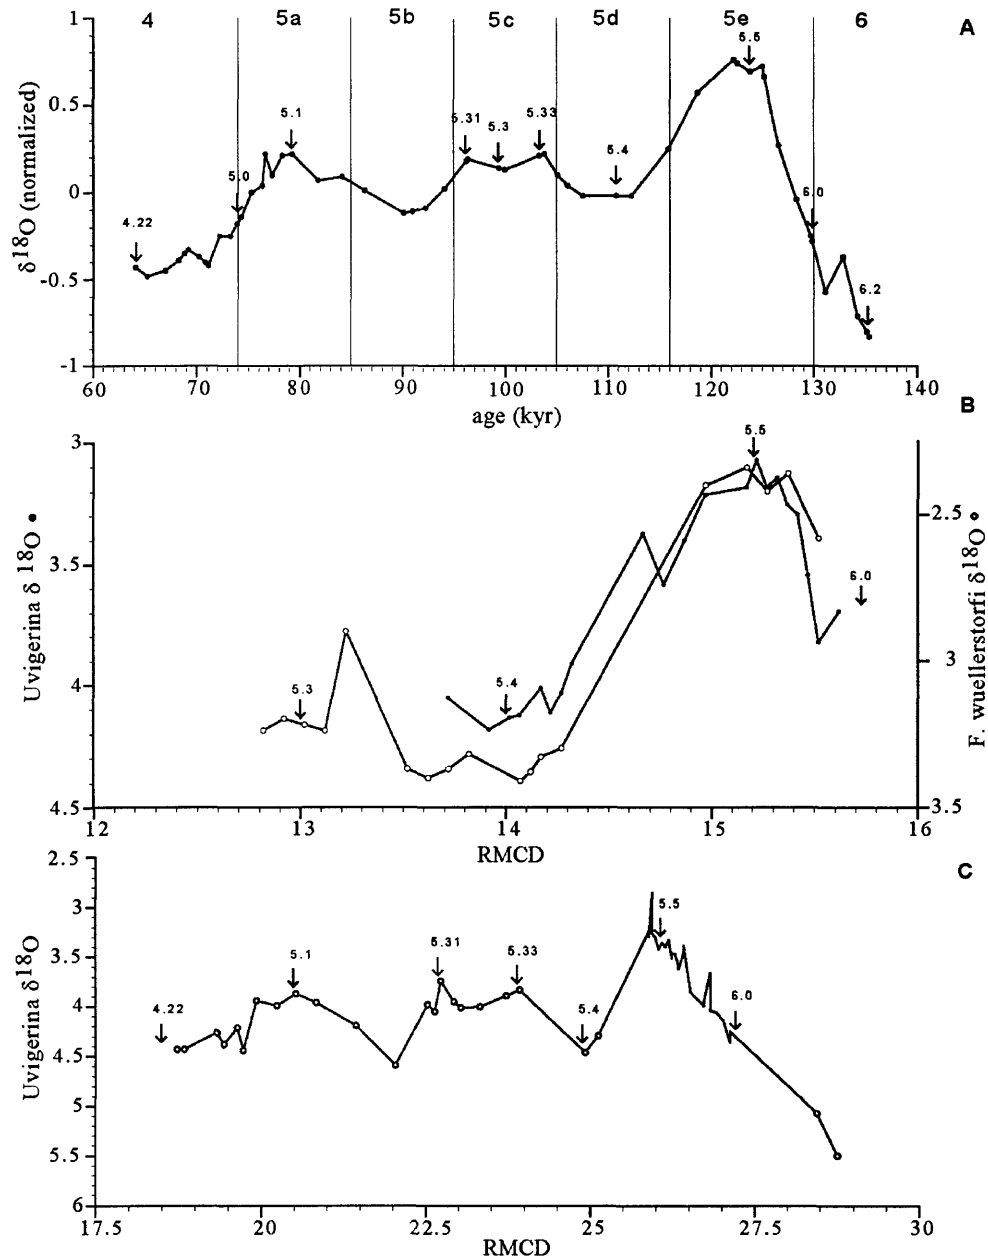 4 5a 5b 5c 5d 5e 6 A
5.5
5.1
5.31 5.3 5.33
5.4
5.0
6.0
4.22
6.2
δ18O (normalized)
1
0.5
0
-0.5
-1
60 70 80 90 100 110 120 130 140
age (kyr)
B
5.5
6.0
5.4
5.3
Uvigerina δ 18O
3
3.5
4
4.5
F. wuellerstorfi δ18O
2.5
3
3.5
12 13 14 15 16
RMCD
C
5.5
5.31 5.33
5.1
4.22 5.4 6.0
Uvigerina δ18O
2.5
3
3.5
4
4.5
5
5.5
6
17.5 20 22.5 25 27.5 30
RMCD